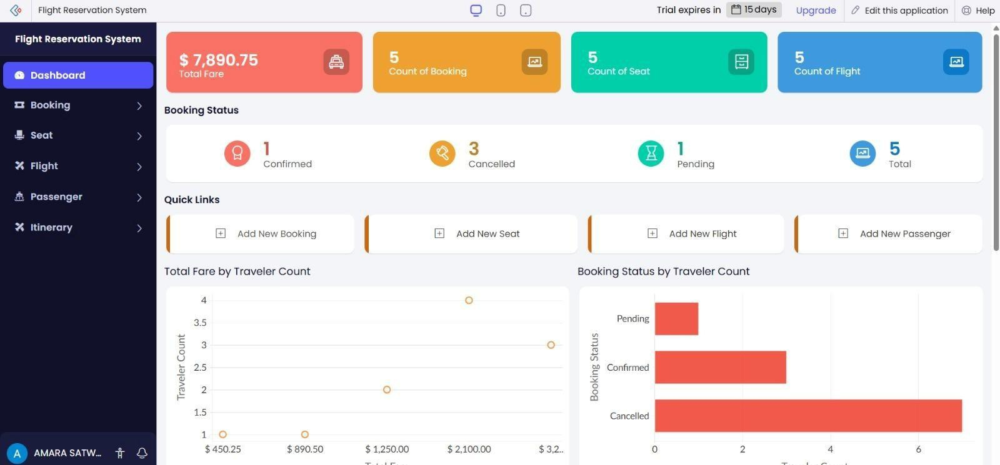 Flight Reservation System
Trial expires in 15 days Upgrade Edit this application Help
Flight Reservation System
Dashboard
Booking
Seat
Flight
Passenger
Itinerary
A AMARA SATW...
$ 7,890.75
Total Fare
5
Count of Booking
5
Count of Seat
5
Count of Flight
Booking Status
1
Confirmed
3
Cancelled
1
Pending
5
Total
Quick Links
Add New Booking
Add New Seat
Add New Flight
Add New Passenger
Total Fare by Traveler Count
Traveler Count
4
3.5
3
2.5
2
1.5
1
$ 450.25 $ 890.50 $ 1,250.00 $ 2,100.00 $ 3,2..
Total Fare
Booking Status by Traveler Count
Booking Status
Pending
Confirmed
Cancelled
0 2 4 6
Traveler Count